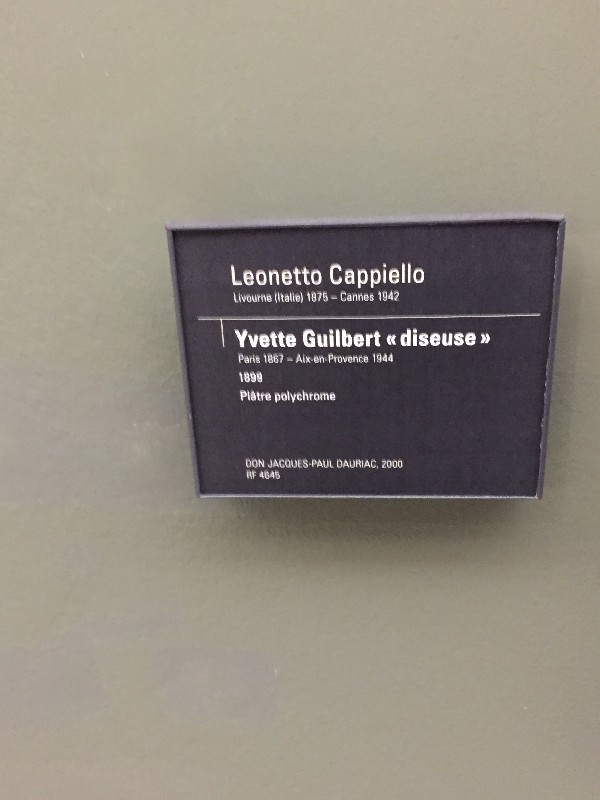 Leonetto Cappiello
Livourne (Italie) 1875 – Cannes 1942
Yvette Guilbert « diseuse »
Paris 1867 – Aix-en-Provence 1944
1899
Plâtre polychrome
DON JACQUES-PAUL DAURIAC, 2000
RF 4645